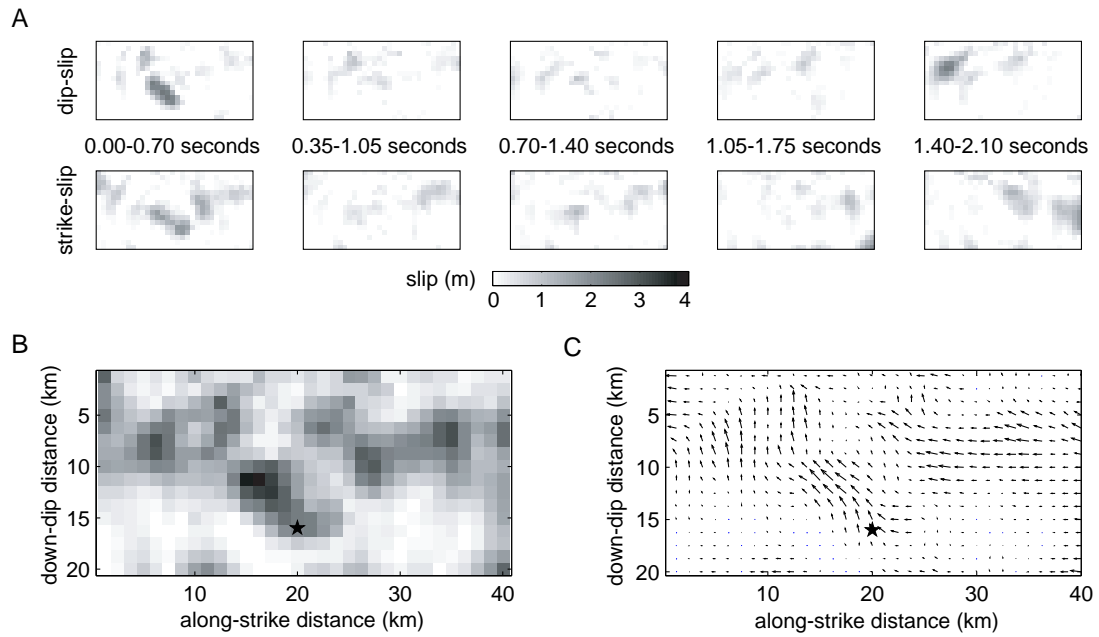 A
dip-slip
0.00-0.70 seconds 0.35-1.05 seconds 0.70-1.40 seconds 1.05-1.75 seconds 1.40-2.10 seconds
strike-slip
slip (m)
0 1 2 3 4
B
down-dip distance (km)
5
10
15
20
10 20 30 40
along-strike distance (km)
C
down-dip distance (km)
5
10
15
20
10 20 30 40
along-strike distance (km)